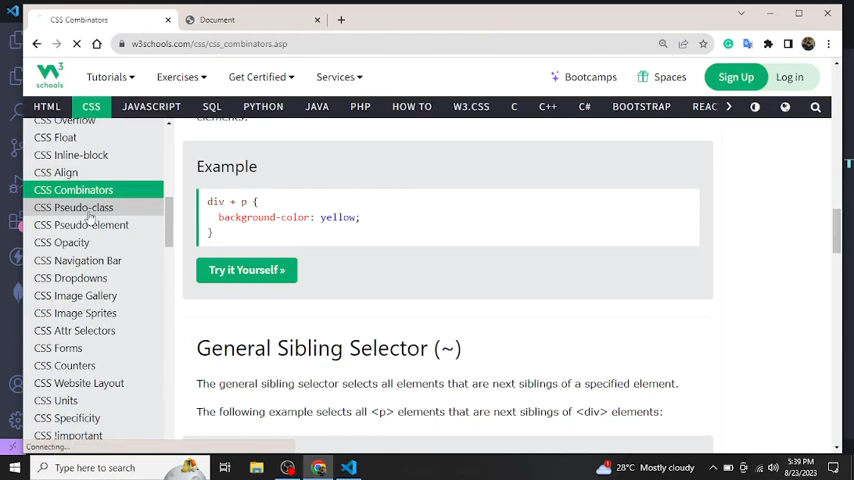 CSS Combinators
Document
w3schools.com/css/css_combinators.asp
W3
schools
Tutorials
Exercises
Get Certified
Services
Bootcamps
Spaces
Sign Up
Log in
HTML
CSS
JAVASCRIPT
SQL
PYTHON
JAVA
PHP
HOW TO
W3.CSS
C
C++
C#
BOOTSTRAP
REAC
CSS Overflow
CSS Float
CSS Inline-block
CSS Align
CSS Combinators
CSS Pseudo-class
CSS Pseudo-element
CSS Opacity
CSS Navigation Bar
CSS Dropdowns
CSS Image Gallery
CSS Image Sprites
CSS Attr Selectors
CSS Forms
CSS Counters
CSS Website Layout
CSS Units
CSS Specificity
CSS !important
elements:
Example
div + p {
background-color: yellow;
}
Try it Yourself »
General Sibling Selector (~)
The general sibling selector selects all elements that are next siblings of a specified element.
The following example selects all <p> elements that are next siblings of <div> elements:
Connecting...
Type here to search
28°C Mostly cloudy
5:39 PM
8/23/2023